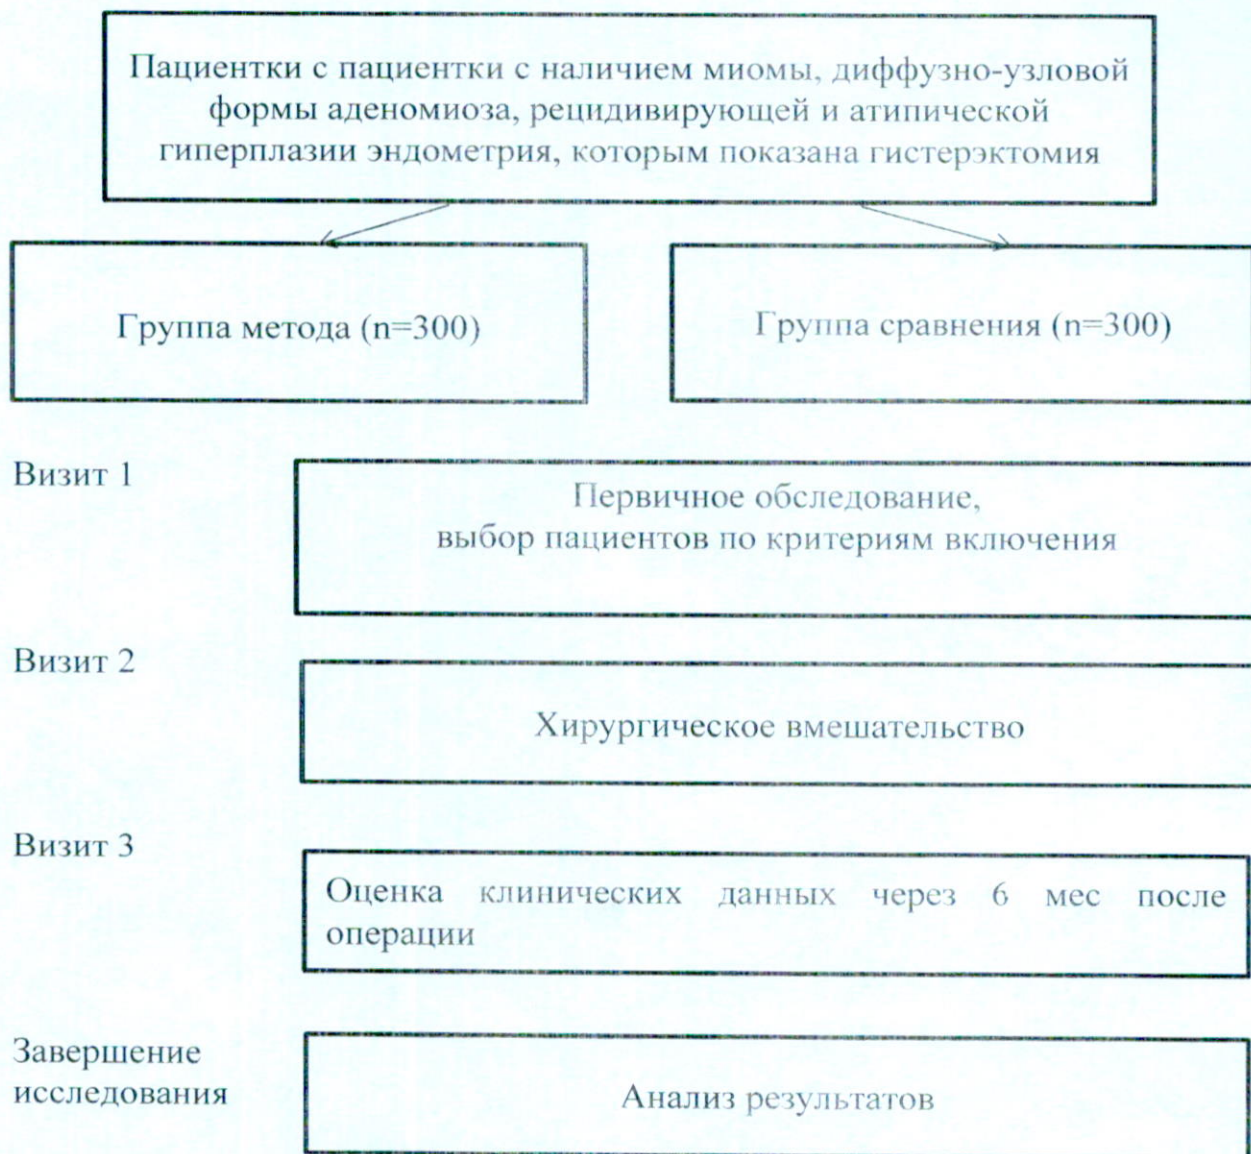 Пациентки с пациентки с наличием миомы, диффузно-узловой
формы аденомиоза, рецидивирующей и атипической
гиперплазии эндометрия, которым показана гистерэктомия
Группа метода (n=300)
Группа сравнения (n=300)
Визит 1
Первичное обследование,
выбор пациентов по критериям включения
Визит 2
Хирургическое вмешательство
Визит 3
Оценка клинических данных через 6 мес после
операции
Завершение
исследования
Анализ результатов